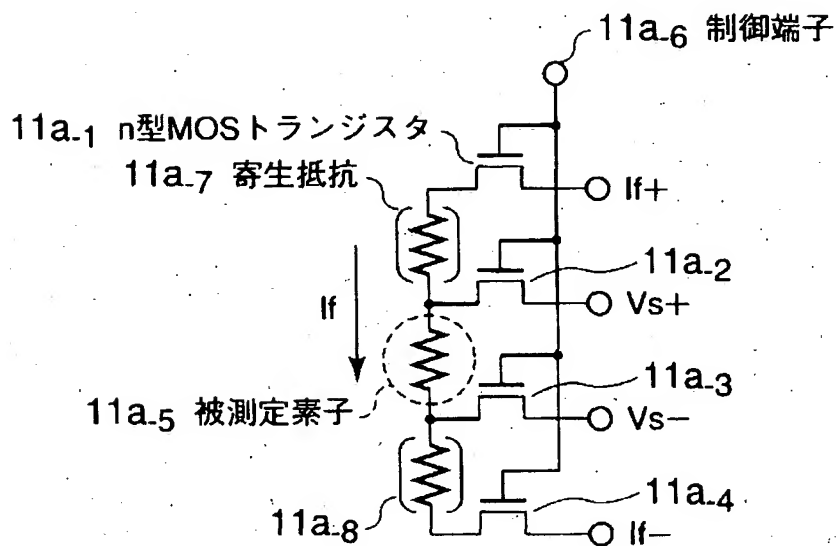 11a-6 制御端子
11a-1 n型MOSトランジスタ
11a-7 寄生抵抗
If+
11a-2
If
Vs+
11a-3
11a-5 被測定素子
Vs−
11a-4
11a-8
If−